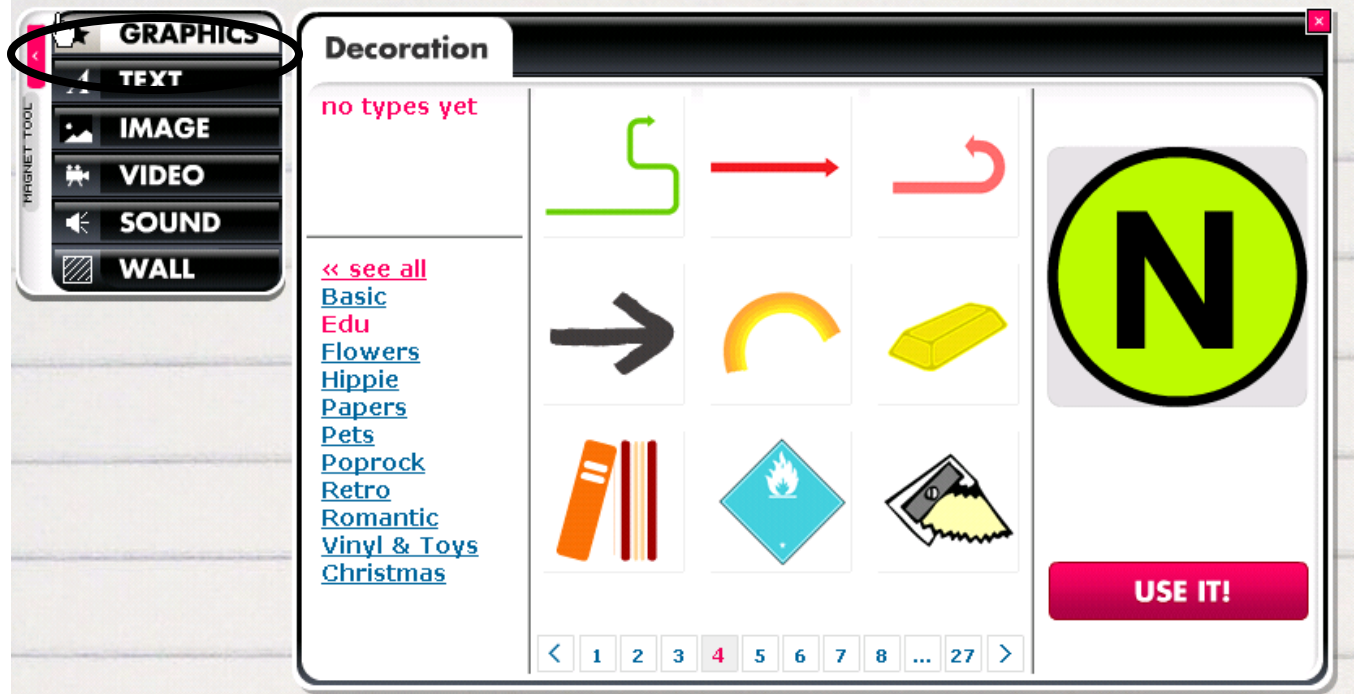 GRAPHICS
A TEXT
IMAGE
VIDEO
SOUND
WALL
MAGNET TOOL
Decoration
no types yet
« see all
Basic
Edu
Flowers
Hippie
Papers
Pets
Poprock
Retro
Romantic
Vinyl & Toys
Christmas
< 1 2 3 4 5 6 7 8 ... 27 >
N
USE IT!